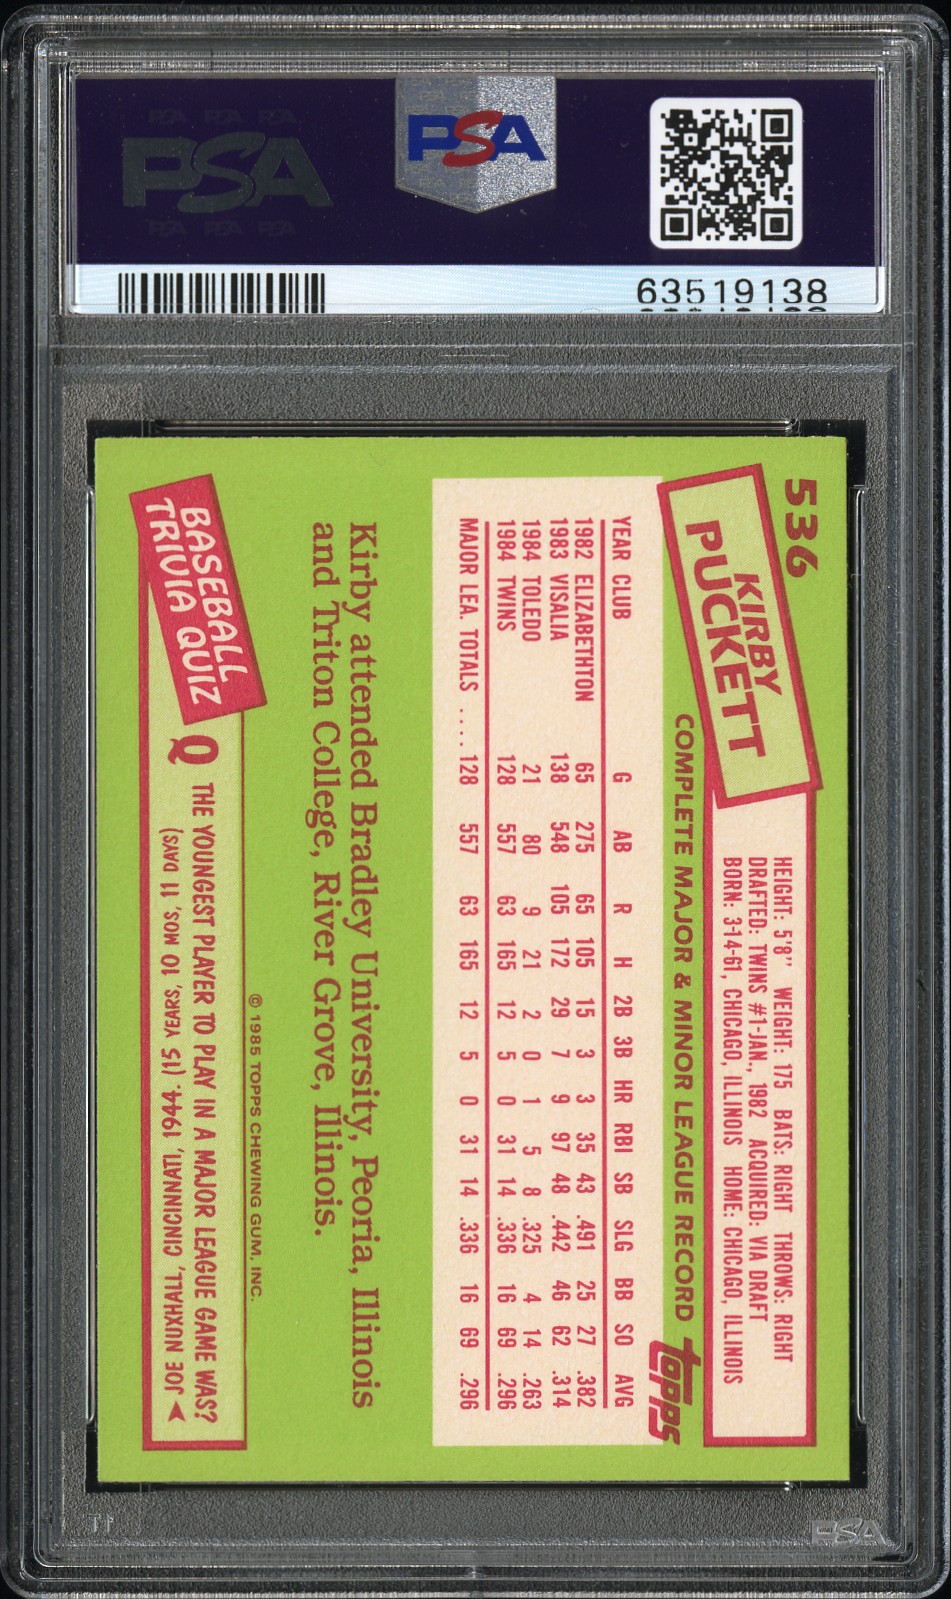 PSA PSA PSA
PSA
PSA PSA PSA
PSA
63519138
536
KIRBY
PUCKETT
HEIGHT: 5'8" WEIGHT: 175 BATS: RIGHT THROWS: RIGHT
DRAFTED: TWINS #1-JAN., 1982 ACQUIRED: VIA DRAFT
BORN: 3-14-61, CHICAGO, ILLINOIS HOME: CHICAGO, ILLINOIS
COMPLETE MAJOR & MINOR LEAGUE RECORD
topps
YEAR CLUB G AB R H 2B 3B HR RBI SB SLG BB SO AVG
1982 ELIZABETHTON 65 275 65 105 15 3 3 35 43 .491 25 27 .382
1983 VISALIA 138 548 105 172 29 7 9 97 48 .442 46 62 .314
1984 TOLEDO 21 80 9 21 2 0 1 5 8 .325 4 14 .263
1984 TWINS 128 557 63 165 12 5 0 31 14 .336 16 69 .296
MAJOR LEA. TOTALS .... 128 557 63 165 12 5 0 31 14 .336 16 69 .296
Kirby attended Bradley University, Peoria, Illinois
and Triton College, River Grove, Illinois.
© 1985 TOPPS CHEWING GUM, INC.
BASEBALL
TRIVIA QUIZ
Q THE YOUNGEST PLAYER TO PLAY IN A MAJOR LEAGUE GAME WAS?
JOE NUXHALL, CINCINNATI, 1944. (15 YEARS, 10 MOS, 11 DAYS)
PSA